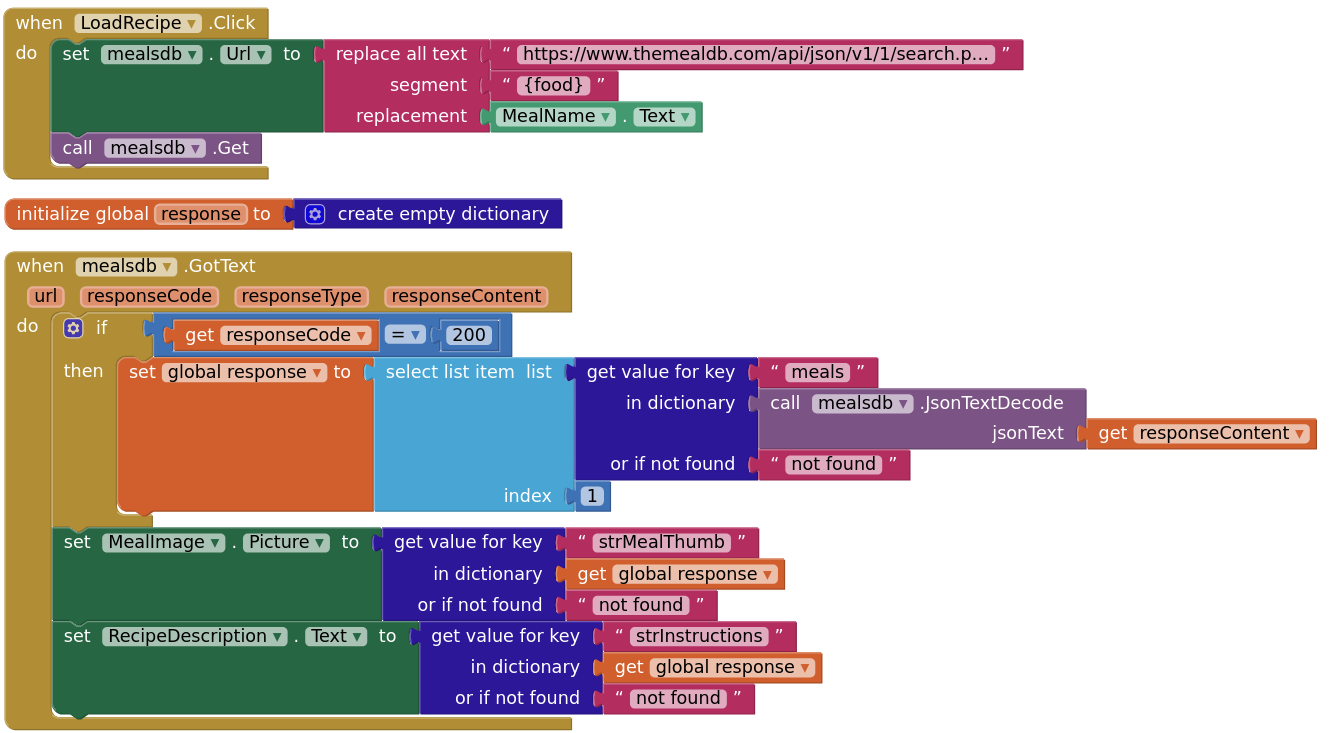 when LoadRecipe .Click
do set mealsdb . Url to replace all text “ https://www.themealdb.com/api/json/v1/1/search.p... ”
segment “ {food} ”
replacement MealName . Text
call mealsdb .Get
initialize global response to create empty dictionary
when mealsdb .GotText
url responseCode responseType responseContent
do if get responseCode = 200
then set global response to select list item list get value for key “ meals ”
in dictionary call mealsdb .JsonTextDecode
jsonText get responseContent
or if not found “ not found ”
index 1
set MealImage . Picture to get value for key “ strMealThumb ”
in dictionary get global response
or if not found “ not found ”
set RecipeDescription . Text to get value for key “ strInstructions ”
in dictionary get global response
or if not found “ not found ”